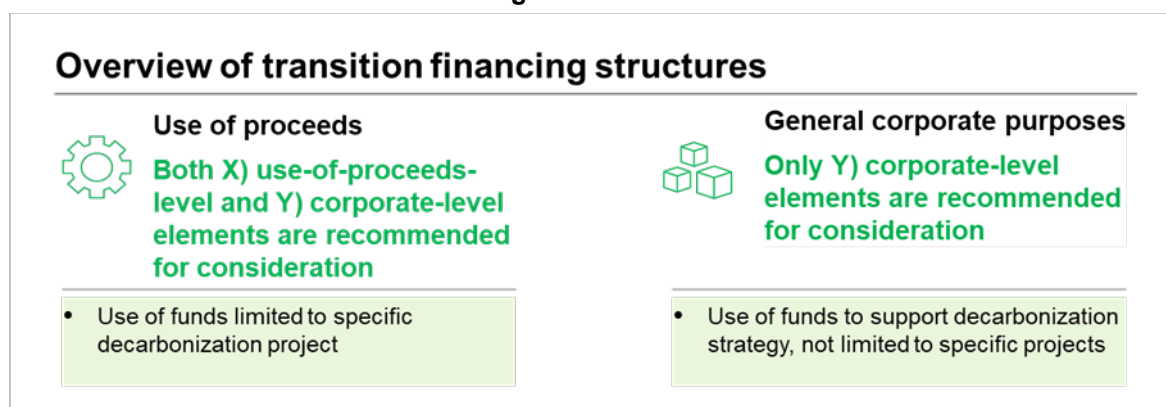 Overview of transition financing structures
Use of proceeds
Both X) use-of-proceeds-
level and Y) corporate-level
elements are recommended
for consideration
• Use of funds limited to specific
decarbonization project
General corporate purposes
Only Y) corporate-level
elements are recommended
for consideration
• Use of funds to support decarbonization
strategy, not limited to specific projects